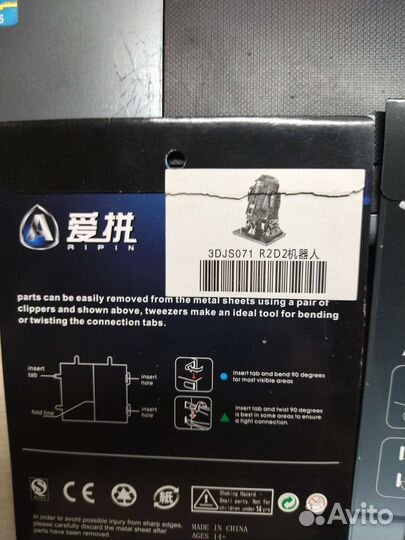 5
爱拼
AIPIN
3DJS071 R2D2机器人
parts can be easily removed from the metal sheets using a pair of
clippers and shown above, tweezers make an ideal tool for bending
or twisting the connection tabs.
insert tab
insert hole
fold line
insert hole
Insert tab and bend 90 degrees
for most visible areas
Insert tab and twist 90 degrees
is best in some areas to ensure
a tight connection
CE
紙
Choking Hazard -
Small parts. Not for
children under 14 yrs
In order to avoid possible injury from sharp edges,
please carefully discard the metal sheet after
parts have been removed.
MADE IN CHINA
AGES 14+
Avito